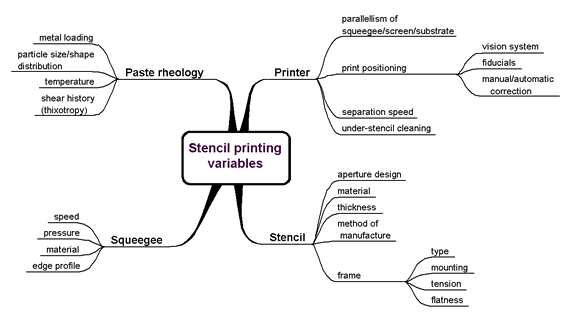 metal loading
particle size/shape
distribution
temperature
shear history
(thixotropy)
Paste rheology
Printer
parallellism of
squeegee/screen/substrate
print positioning
vision system
fiducials
manual/automatic
correction
separation speed
under-stencil cleaning
Stencil printing
variables
speed
pressure
material
edge profile
Squeegee
Stencil
aperture design
material
thickness
method of
manufacture
frame
type
mounting
tension
flatness